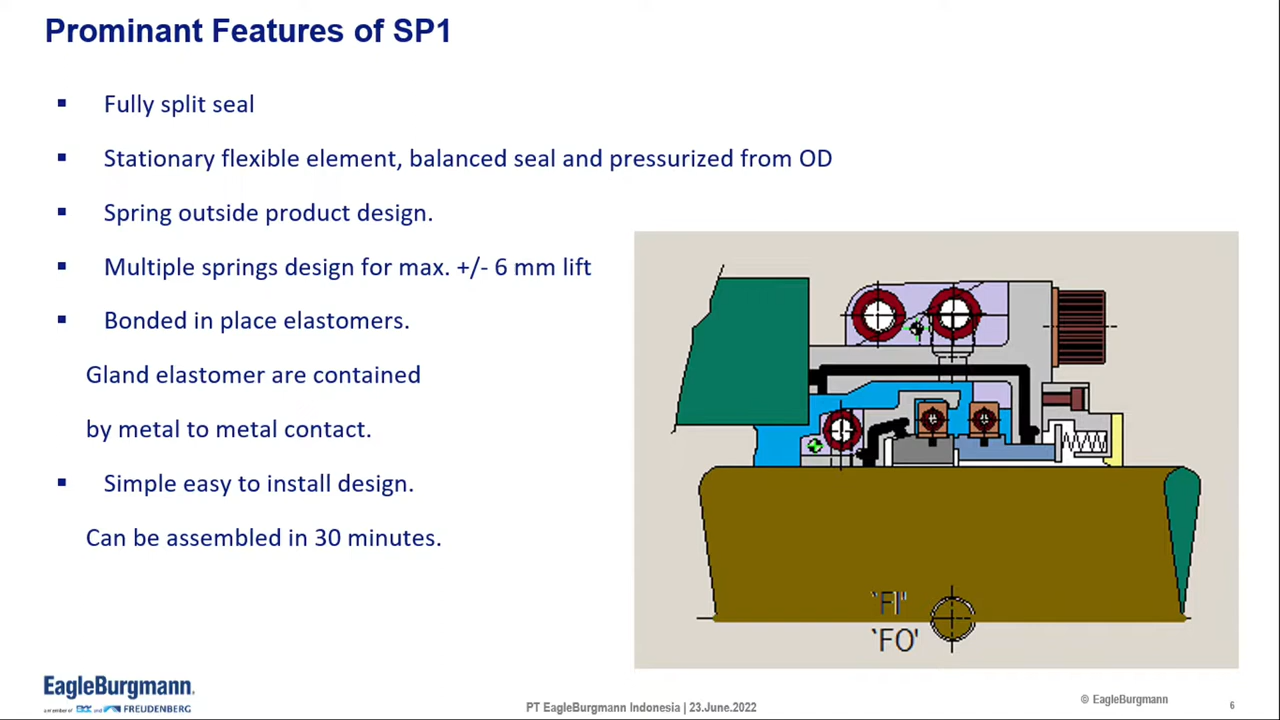 Prominant Features of SP1
Fully split seal
Stationary flexible element, balanced seal and pressurized from OD
Spring outside product design.
Multiple springs design for max. +/- 6 mm lift
Bonded in place elastomers.
Gland elastomer are contained
by metal to metal contact.
Simple easy to install design.
Can be assembled in 30 minutes.
`FI'
`FO'
EagleBurgmann.
a member of EKK and FREUDENBERG
PT EagleBurgmann Indonesia | 23.June.2022
© EagleBurgmann
6